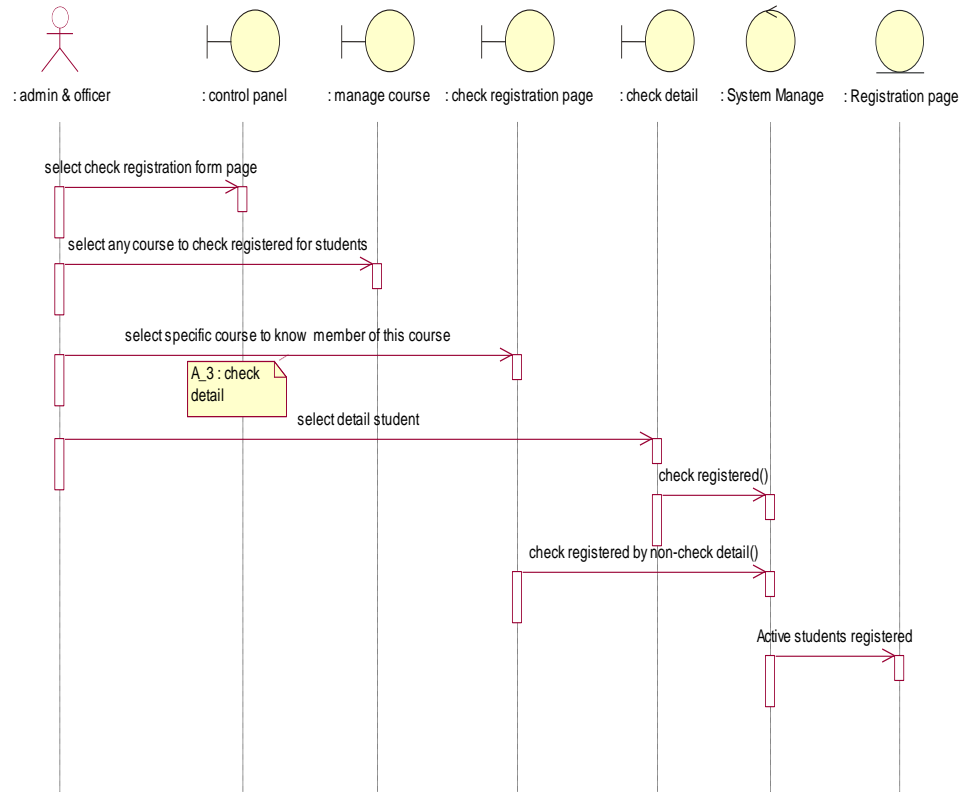 : admin & officer
: control panel
: manage course
: check registration page
: check detail
: System Manage
: Registration page
select check registration form page
select any course to check registered for students
select specific course to know member of this course
A_3 : check
detail
select detail student
check registered()
check registered by non-check detail()
Active students registered